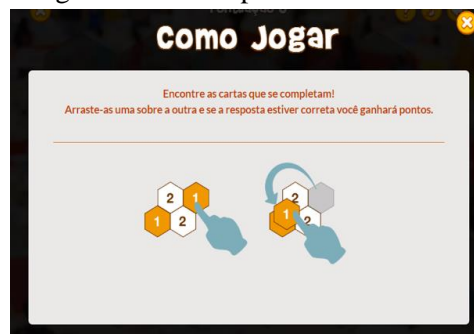 Como Jogar
Encontre as cartas que se completam!
Arraste-as uma sobre a outra e se a resposta estiver correta você ganhará pontos.
2 1
1 2
2
1 2